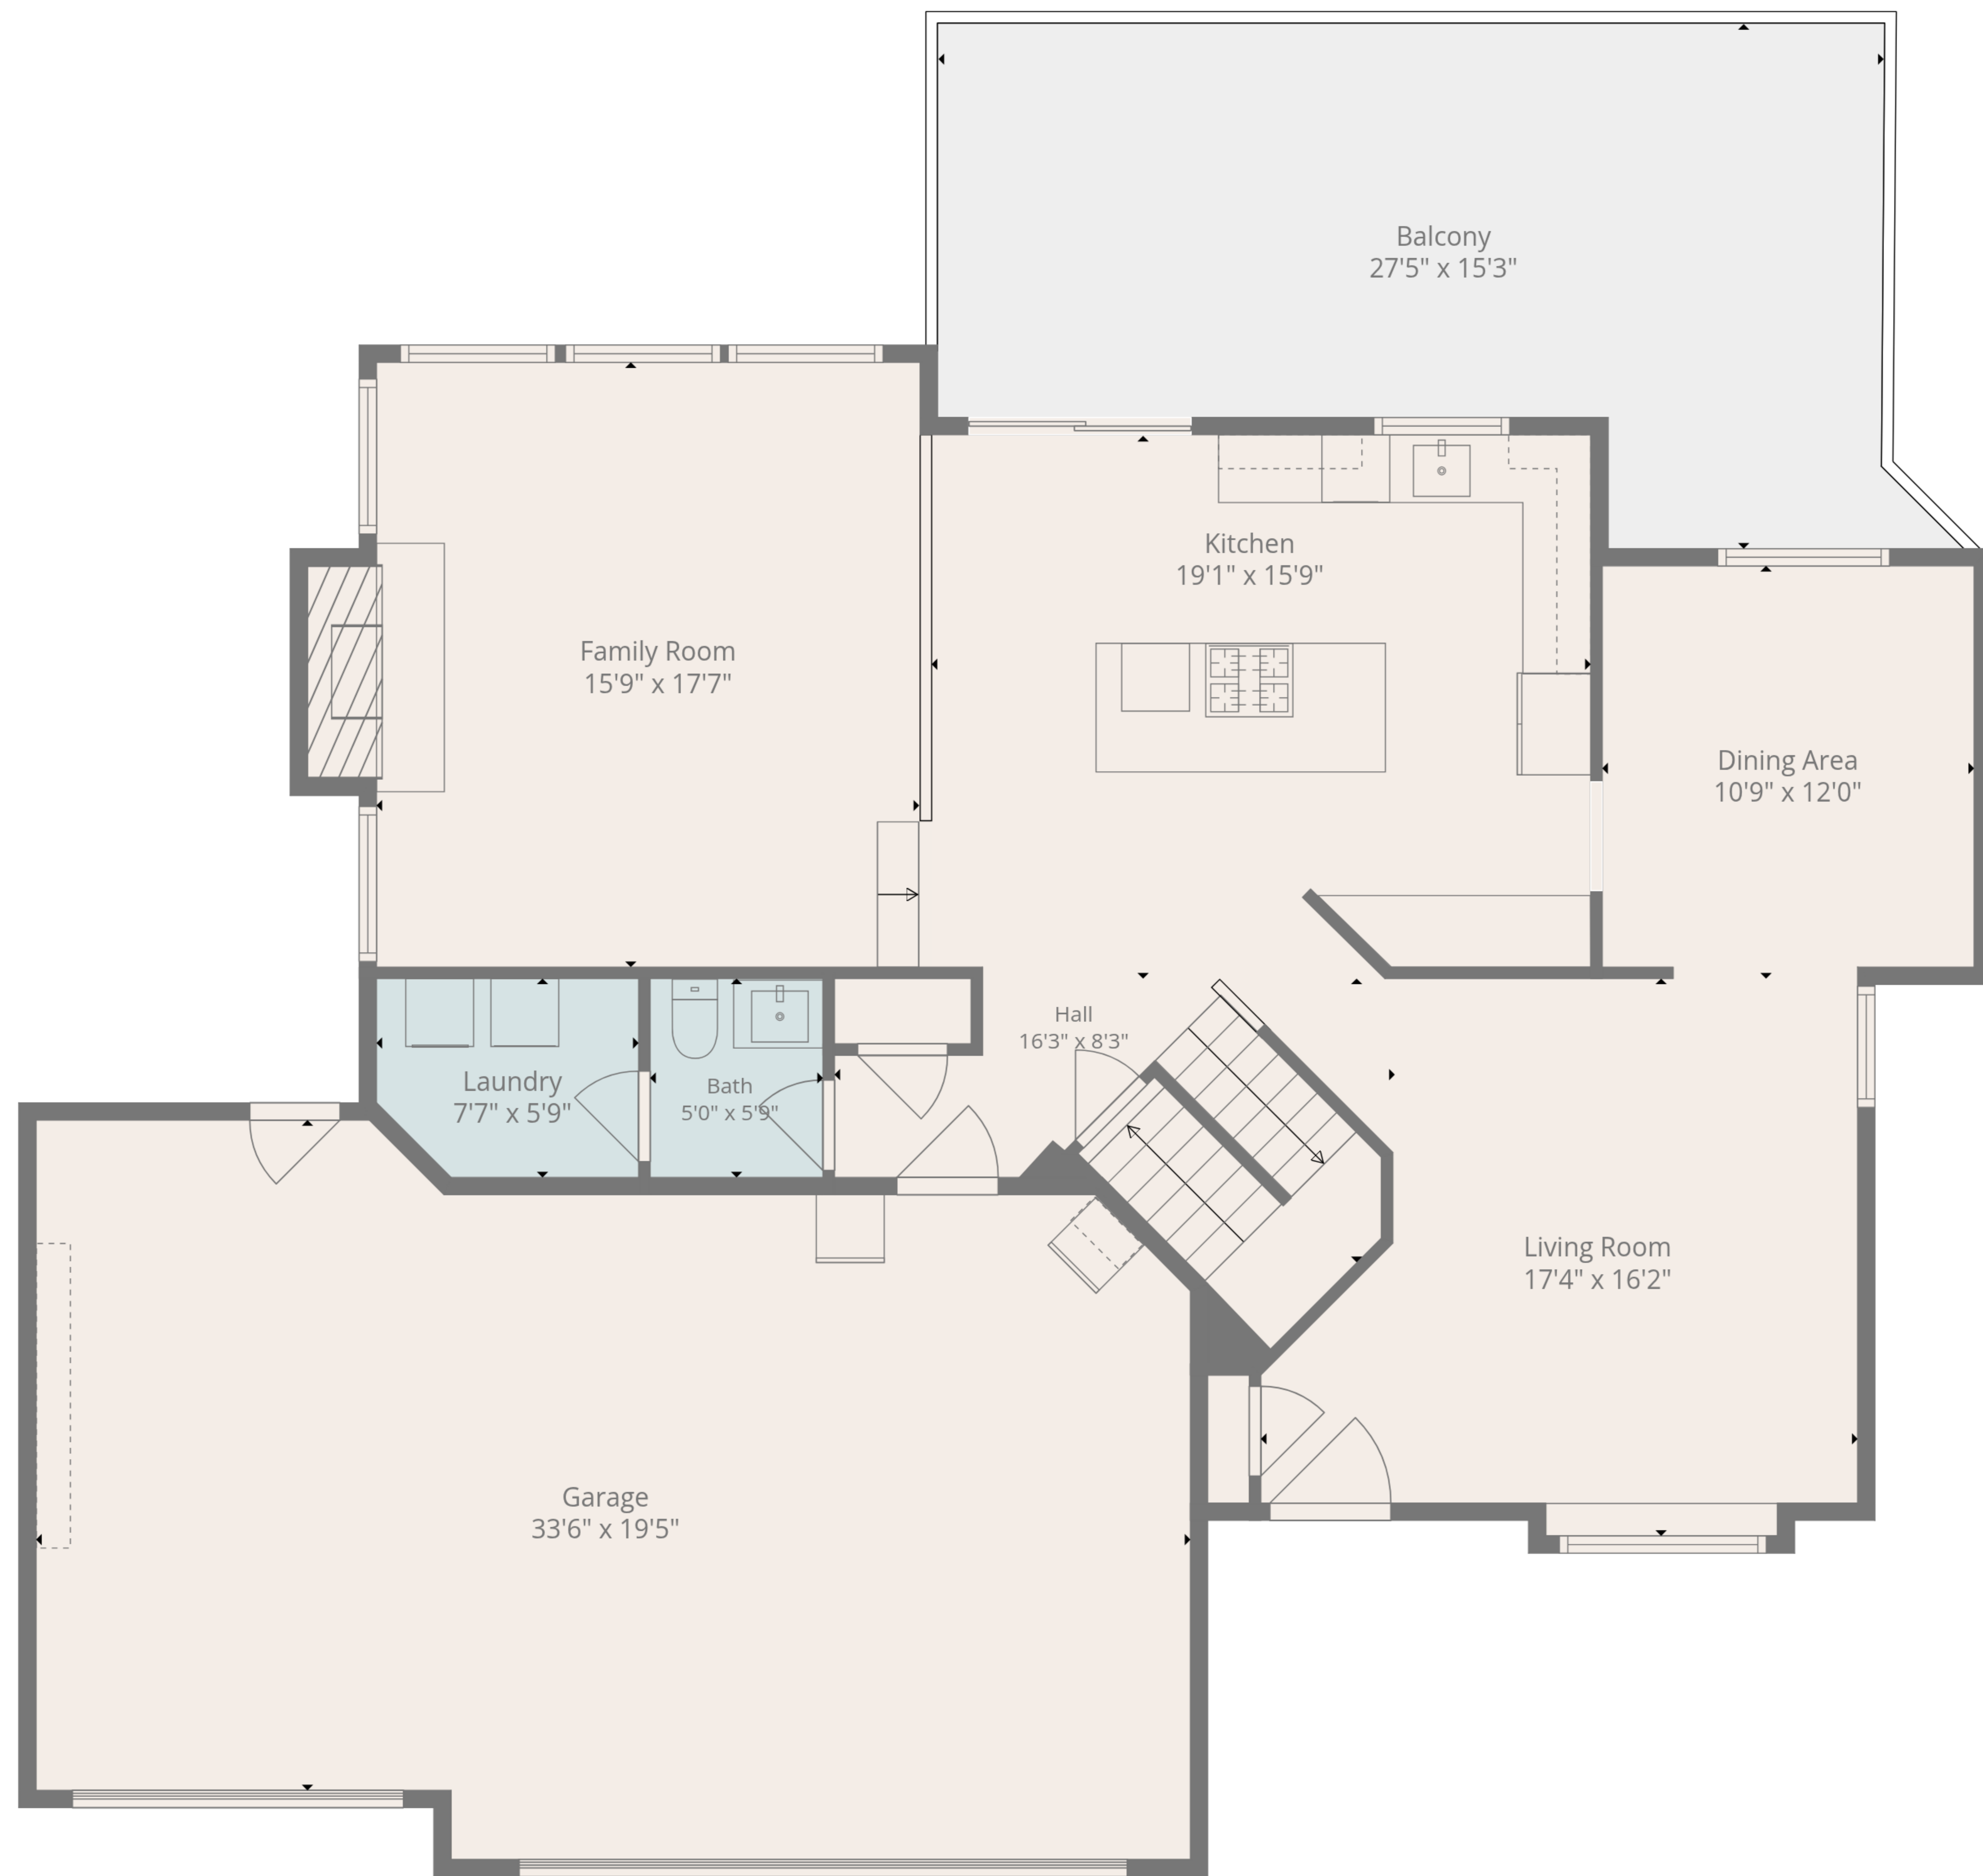 Balcony
27'5" x 15'3"
Kitchen
19'1" x 15'9"
Family Room
15'9" x 17'7"
Dining Area
10'9" x 12'0"
Hall
16'3" x 8'3"
Laundry
7'7" x 5'9"
Bath
5'0" x 5'9"
Living Room
17'4" x 16'2"
Garage
33'6" x 19'5"